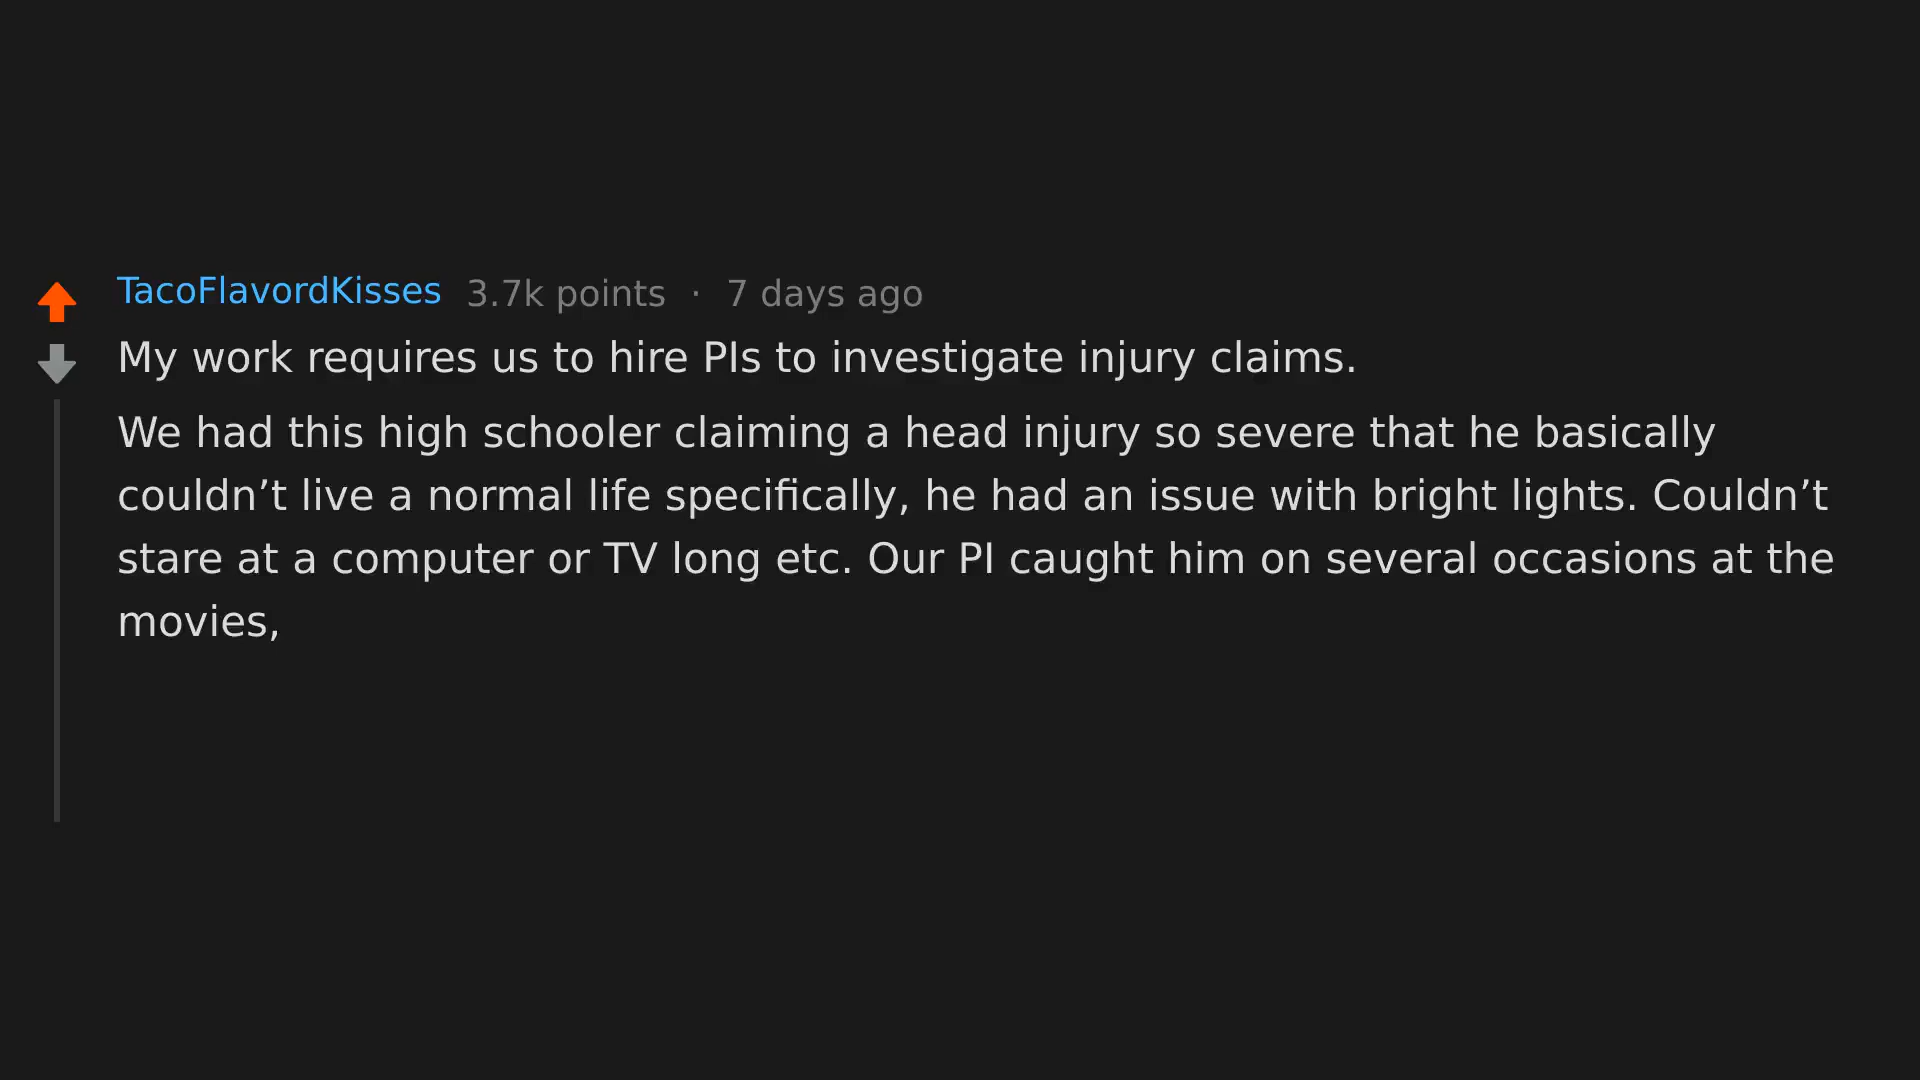 TacoFlavordKisses 3.7k points · 7 days ago
My work requires us to hire PIs to investigate injury claims.
We had this high schooler claiming a head injury so severe that he basically
couldn’t live a normal life specifically, he had an issue with bright lights. Couldn’t
stare at a computer or TV long etc. Our PI caught him on several occasions at the
movies,